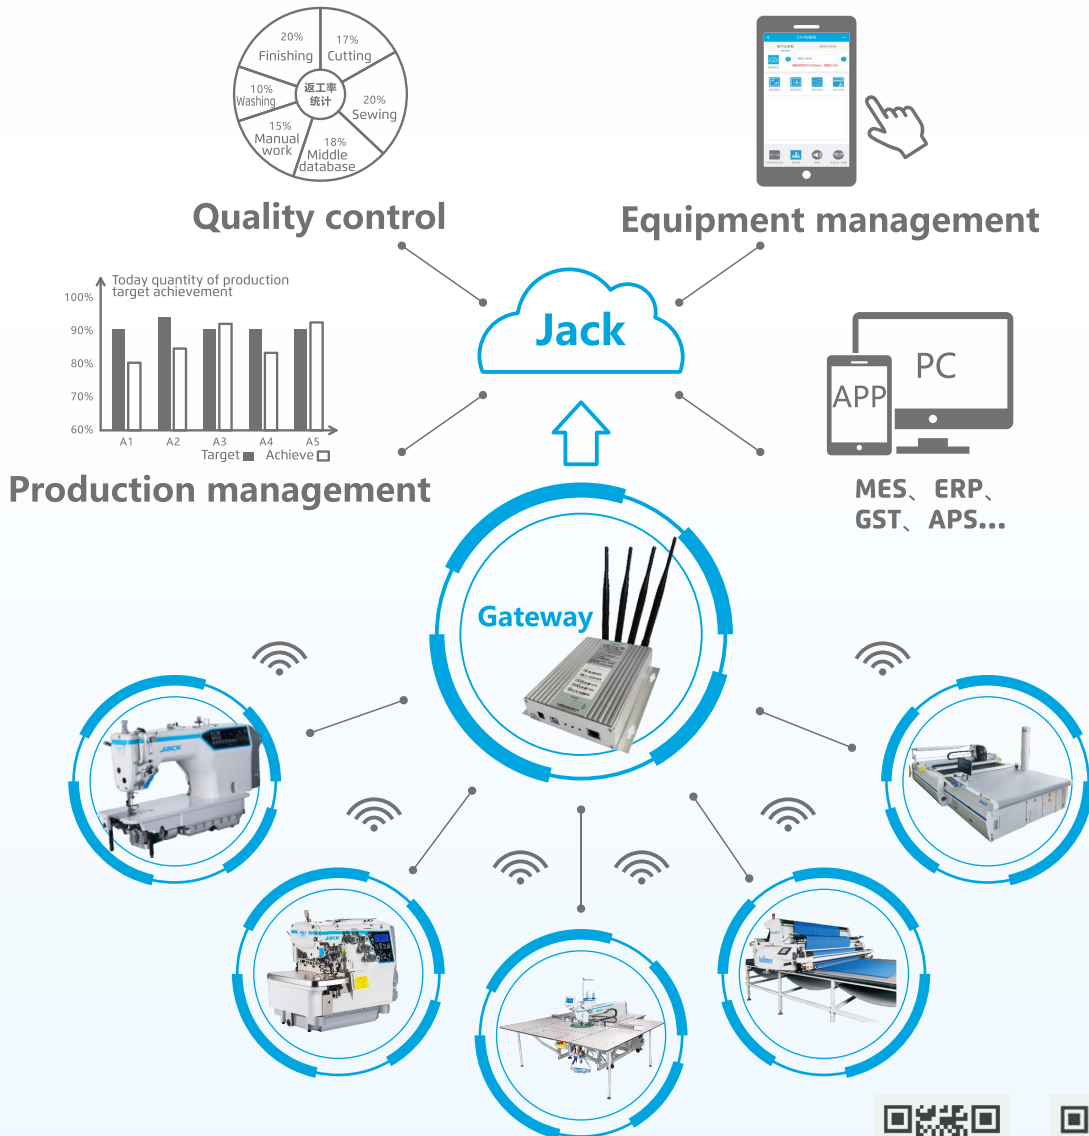 20%
Finishing
17%
Cutting
10%
Washing
返工率
统计
20%
Sewing
15%
Manual
work
18%
Middle
database
Quality control
Equipment management
Today quantity of production
target achievement
100%
90%
80%
70%
60%
A1
A2
A3
A4
A5
Target
Achieve
Production management
Jack
PC
APP
MES、ERP、
GST、APS...
Gateway
JACK
JACK